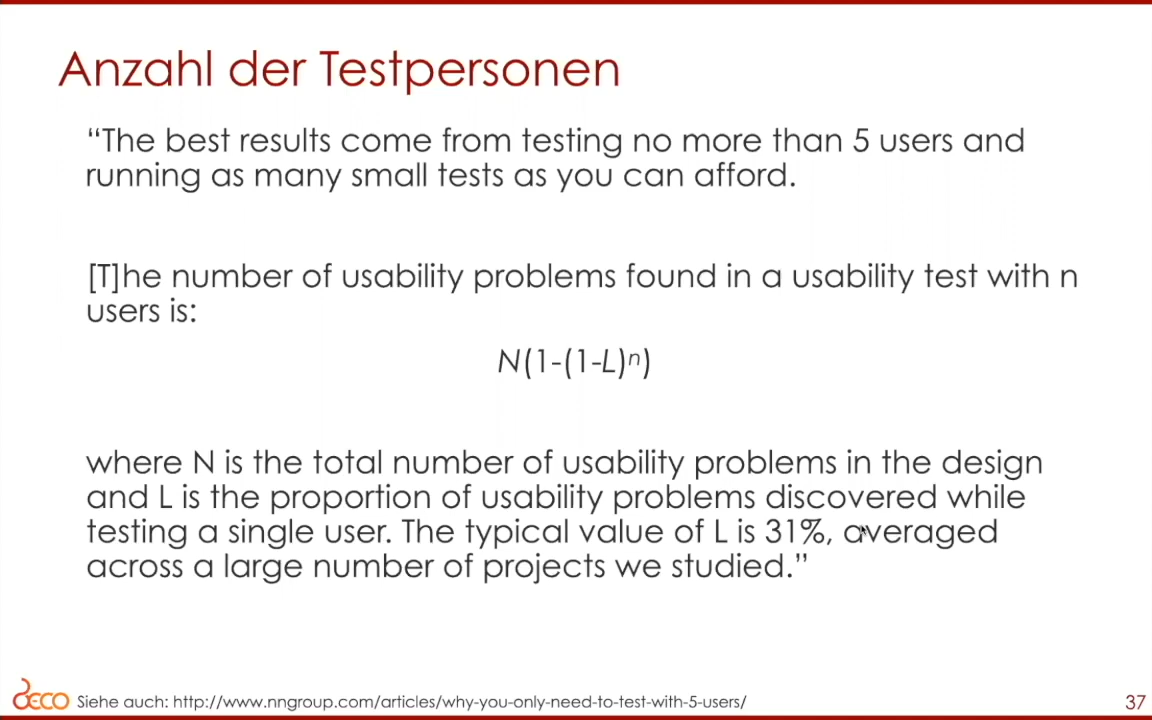 Anzahl der Testpersonen
“The best results come from testing no more than 5 users and
running as many small tests as you can afford.
[T]he number of usability problems found in a usability test with n
users is:
N(1-(1-L)ⁿ)
where N is the total number of usability problems in the design
and L is the proportion of usability problems discovered while
testing a single user. The typical value of L is 31%, averaged
across a large number of projects we studied.”
DECO Siehe auch: http://www.nngroup.com/articles/why-you-only-need-to-test-with-5-users/ 37